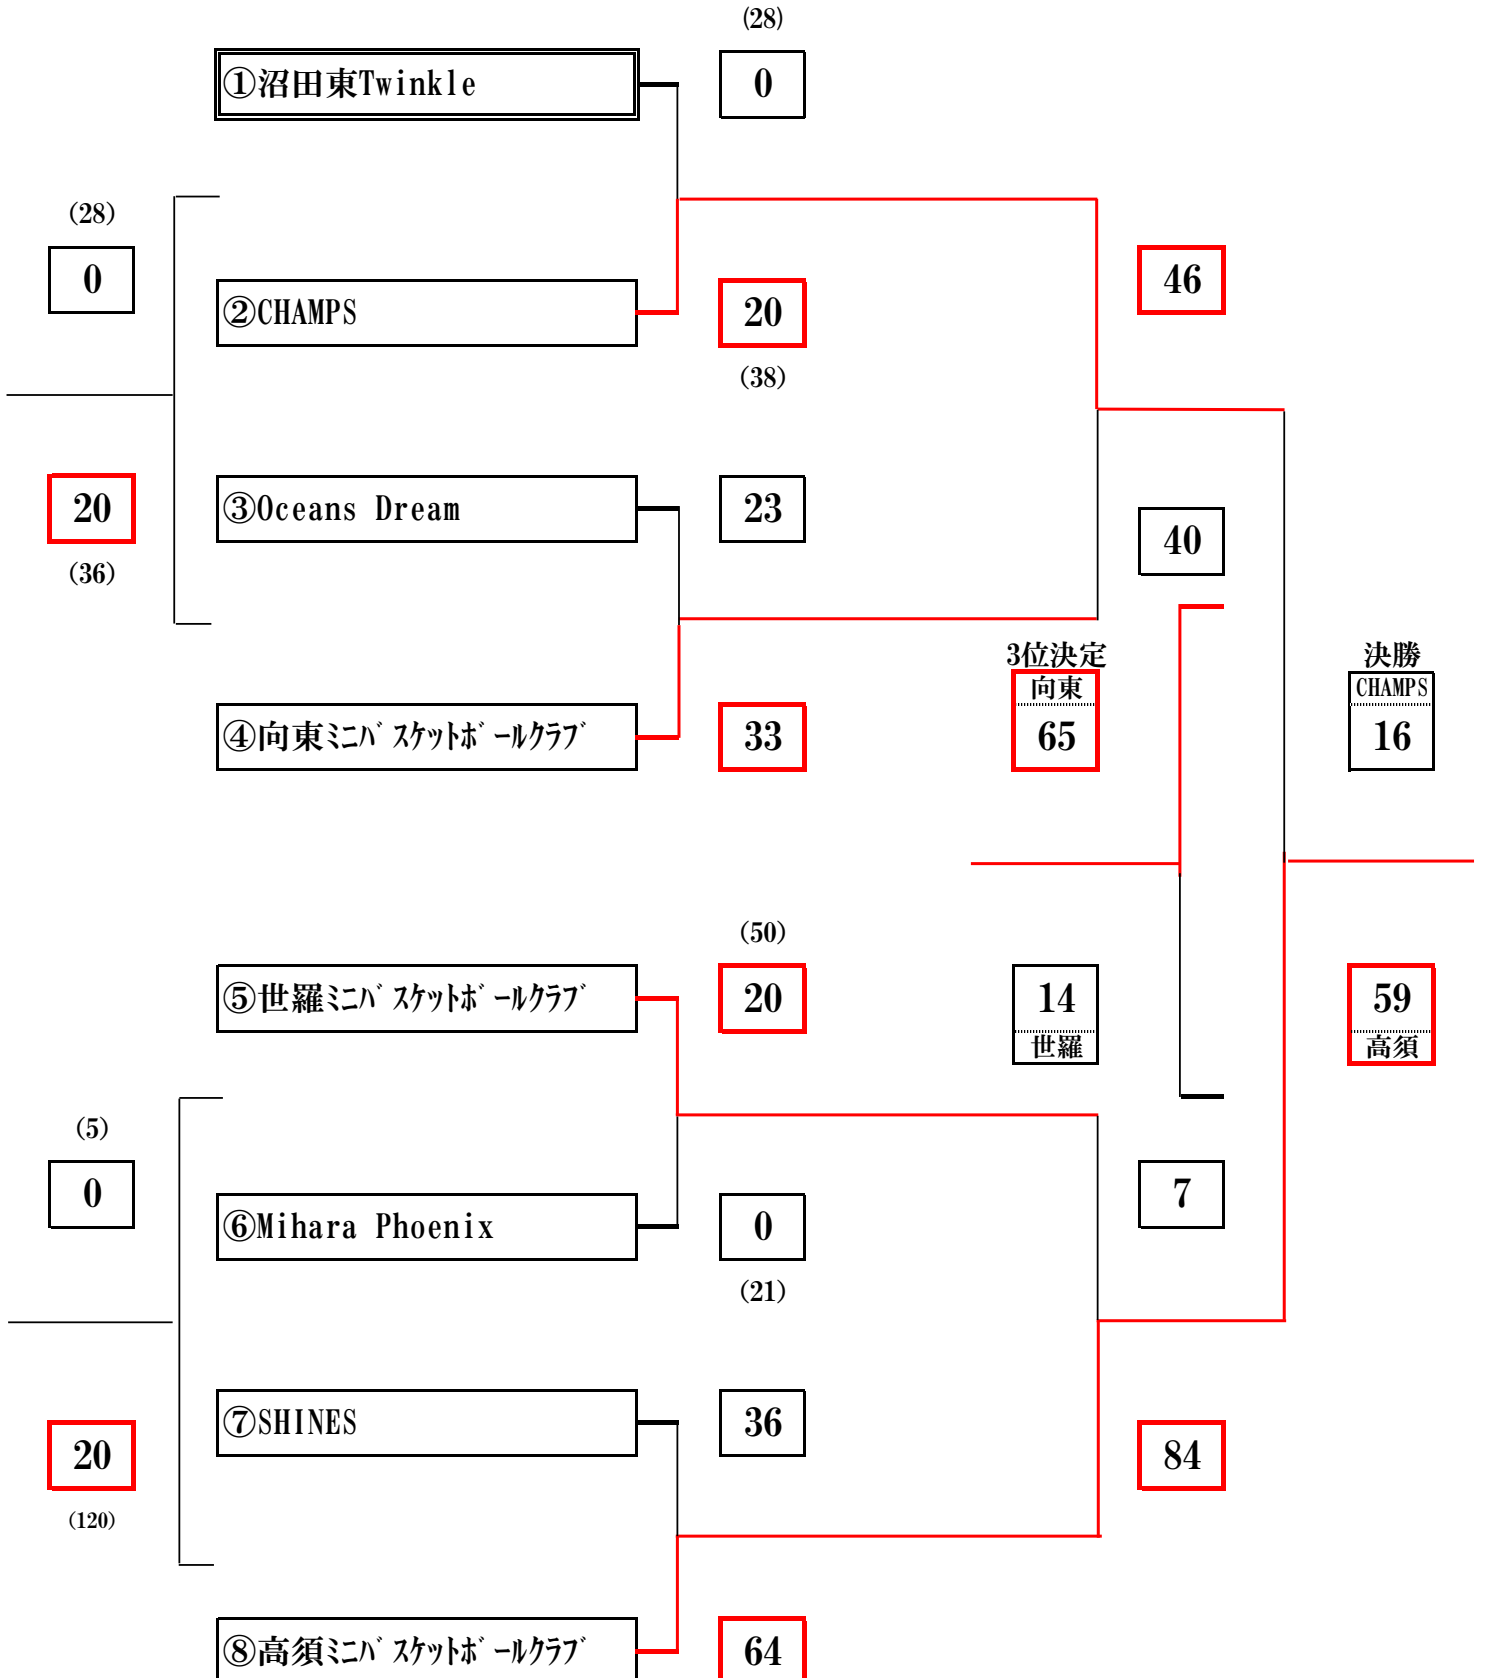 (28)
①沼田東Twinkle
0
(28)
0
②CHAMPS
20
46
(38)
20
③Oceans Dream
23
40
(36)
3位決定
決勝
向東
CHAMPS
④向東ﾐﾆﾊﾞｽｹｯﾄﾎﾞｰﾙｸﾗﾌﾞ
33
65
16
(50)
⑤世羅ﾐﾆﾊﾞｽｹｯﾄﾎﾞｰﾙｸﾗﾌﾞ
20
14
59
世羅
高須
(5)
0
7
⑥Mihara Phoenix
0
(21)
⑦SHINES
36
20
84
(120)
⑧高須ﾐﾆﾊﾞｽｹｯﾄﾎﾞｰﾙｸﾗﾌﾞ
64